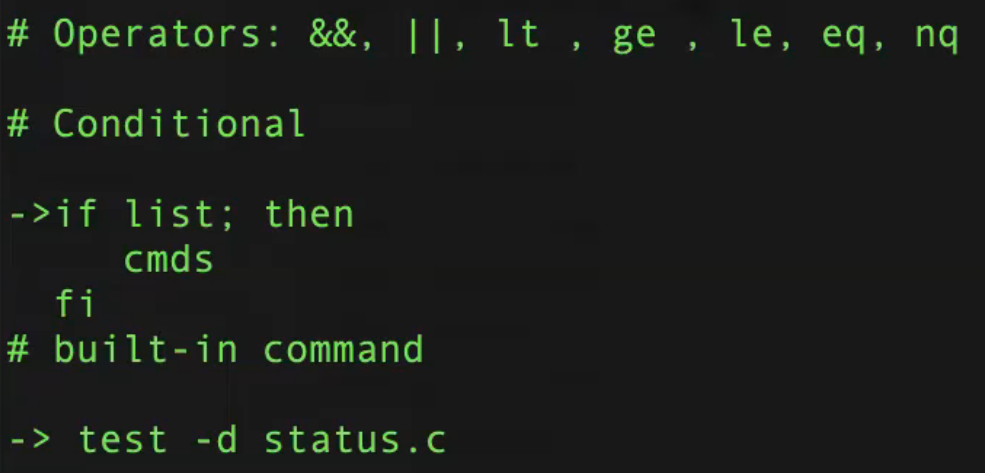 # Operators: &&, ||, lt , ge , le, eq, nq
# Conditional
->if list; then
cmds
fi
# built-in command
-> test -d status.c